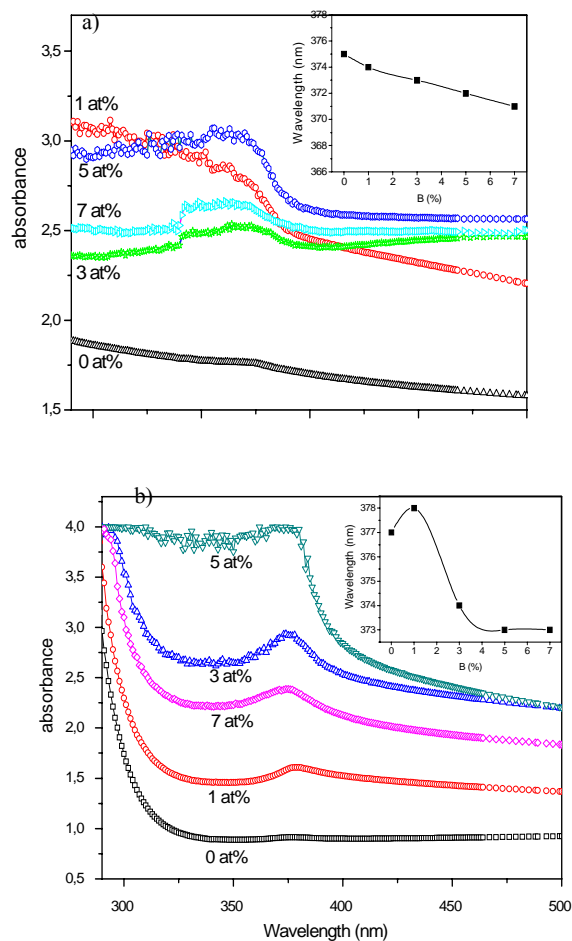 a)
3,5
3,0
2,5
2,0
1,5
absorbance
1 at%
5 at%
7 at%
3 at%
0 at%
378
376
374
372
370
368
366
Wavelength (nm)
0 1 2 3 4 5 6 7
B (%)
b)
4,0
3,5
3,0
2,5
2,0
1,5
1,0
0,5
absorbance
5 at%
3 at%
7 at%
1 at%
0 at%
378
377
376
375
374
373
Wavelength (nm)
0 1 2 3 4 5 6 7
B (%)
300 350 400 450 500
Wavelength (nm)